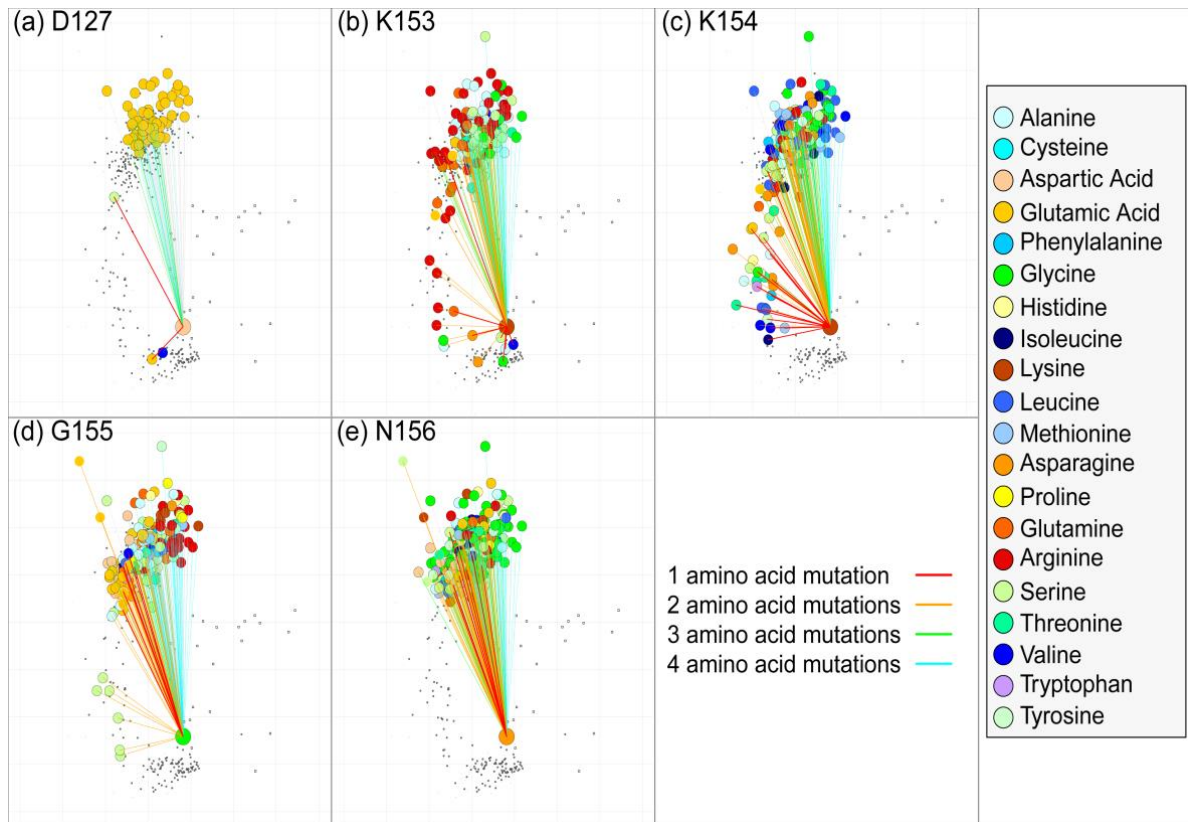 (a) D127
(b) K153
(c) K154
(d) G155
(e) N156
1 amino acid mutation
2 amino acid mutations
3 amino acid mutations
4 amino acid mutations
Alanine
Cysteine
Aspartic Acid
Glutamic Acid
Phenylalanine
Glycine
Histidine
Isoleucine
Lysine
Leucine
Methionine
Asparagine
Proline
Glutamine
Arginine
Serine
Threonine
Valine
Tryptophan
Tyrosine